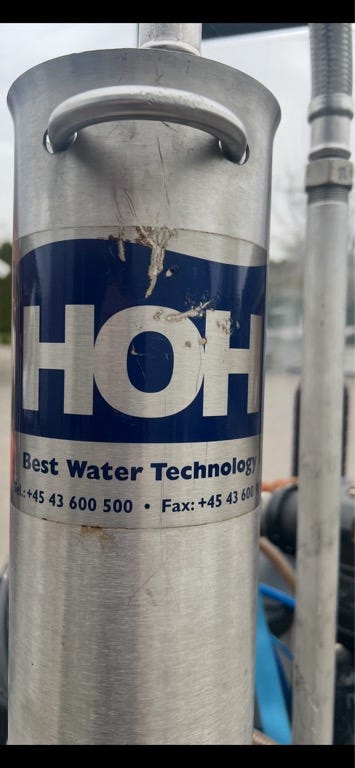 HOH
Best Water Technology
Tel.: +45 43 600 500 • Fax: +45 43 600